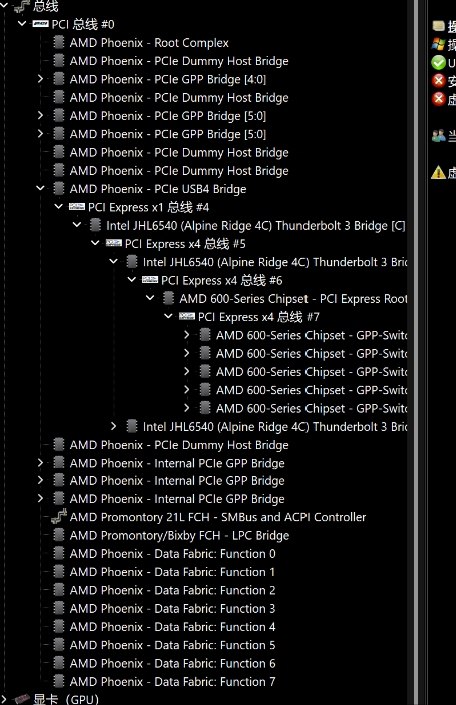 总线
PCI 总线 #0
AMD Phoenix - Root Complex
AMD Phoenix - PCIe Dummy Host Bridge
AMD Phoenix - PCIe GPP Bridge [4:0]
AMD Phoenix - PCIe Dummy Host Bridge
AMD Phoenix - PCIe GPP Bridge [5:0]
AMD Phoenix - PCIe GPP Bridge [5:0]
AMD Phoenix - PCIe Dummy Host Bridge
AMD Phoenix - PCIe Dummy Host Bridge
AMD Phoenix - PCIe USB4 Bridge
PCI Express x1 总线 #4
Intel JHL6540 (Alpine Ridge 4C) Thunderbolt 3 Bridge [C]
PCI Express x4 总线 #5
Intel JHL6540 (Alpine Ridge 4C) Thunderbolt 3 Bri
PCI Express x4 总线 #6
AMD 600-Series Chipset - PCI Express Root
PCI Express x4 总线 #7
AMD 600-Series Chipset - GPP-Swit
AMD 600-Series Chipset - GPP-Swit
AMD 600-Series Chipset - GPP-Swit
AMD 600-Series Chipset - GPP-Swit
AMD 600-Series Chipset - GPP-Swit
Intel JHL6540 (Alpine Ridge 4C) Thunderbolt 3 Bri
AMD Phoenix - PCIe Dummy Host Bridge
AMD Phoenix - Internal PCIe GPP Bridge
AMD Phoenix - Internal PCIe GPP Bridge
AMD Phoenix - Internal PCIe GPP Bridge
AMD Promontory 21L FCH - SMBus and ACPI Controller
AMD Promontory/Bixby FCH - LPC Bridge
AMD Phoenix - Data Fabric: Function 0
AMD Phoenix - Data Fabric: Function 1
AMD Phoenix - Data Fabric: Function 2
AMD Phoenix - Data Fabric: Function 3
AMD Phoenix - Data Fabric: Function 4
AMD Phoenix - Data Fabric: Function 5
AMD Phoenix - Data Fabric: Function 6
AMD Phoenix - Data Fabric: Function 7
显卡（GPU）
操
U
安
虚
当
虚